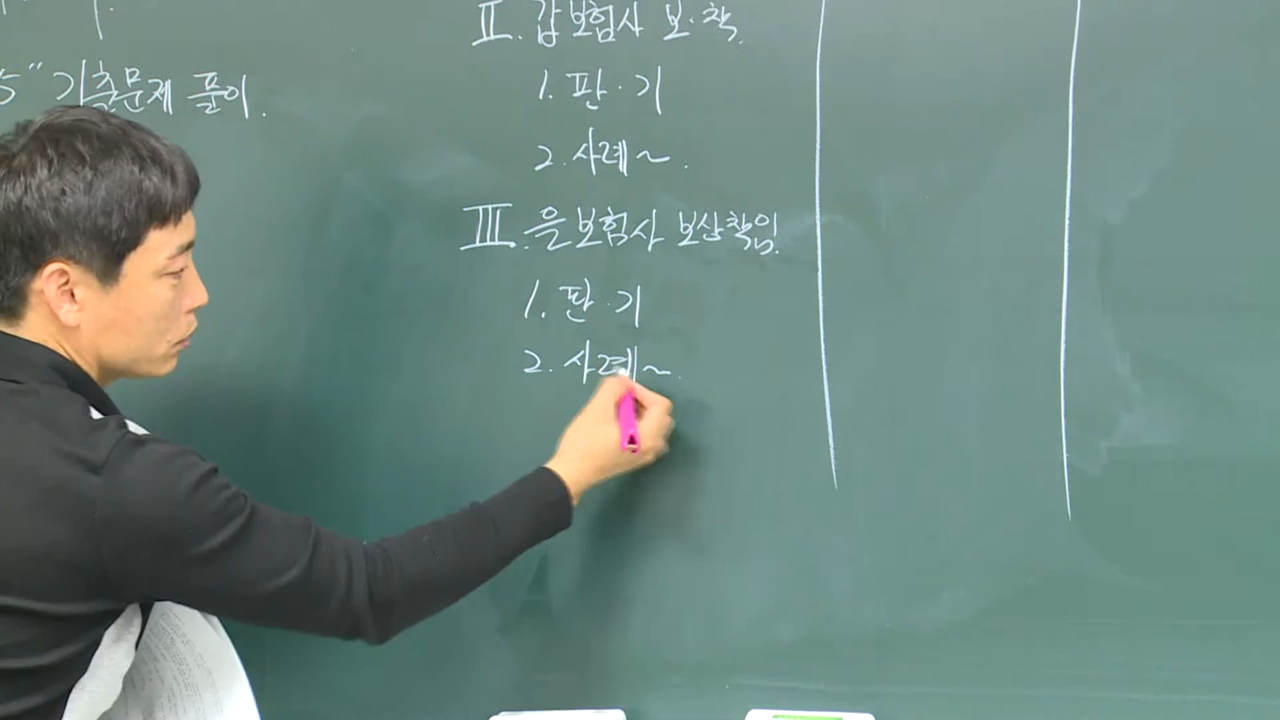 5" 기출문제 풀이.
II. 갑보험사 보·책.
1. 판·기
2. 사례~.
III. 을보험사 보상책임.
1. 판·기
2. 사례~.